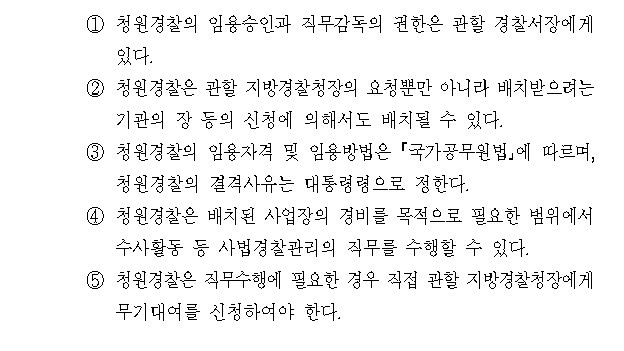 ① 청원경찰의 임용승인과 직무감독의 권한은 관할 경찰서장에게
있다.
② 청원경찰은 관할 지방경찰청장의 요청뿐만 아니라 배치받으려는
기관의 장 등의 신청에 의해서도 배치될 수 있다.
③ 청원경찰의 임용자격 및 임용방법은 『국가공무원법』에 따르며,
청원경찰의 결격사유는 대통령령으로 정한다.
④ 청원경찰은 배치된 사업장의 경비를 목적으로 필요한 범위에서
수사활동 등 사법경찰관리의 직무를 수행할 수 있다.
⑤ 청원경찰은 직무수행에 필요한 경우 직접 관할 지방경찰청장에게
무기대여를 신청하여야 한다.